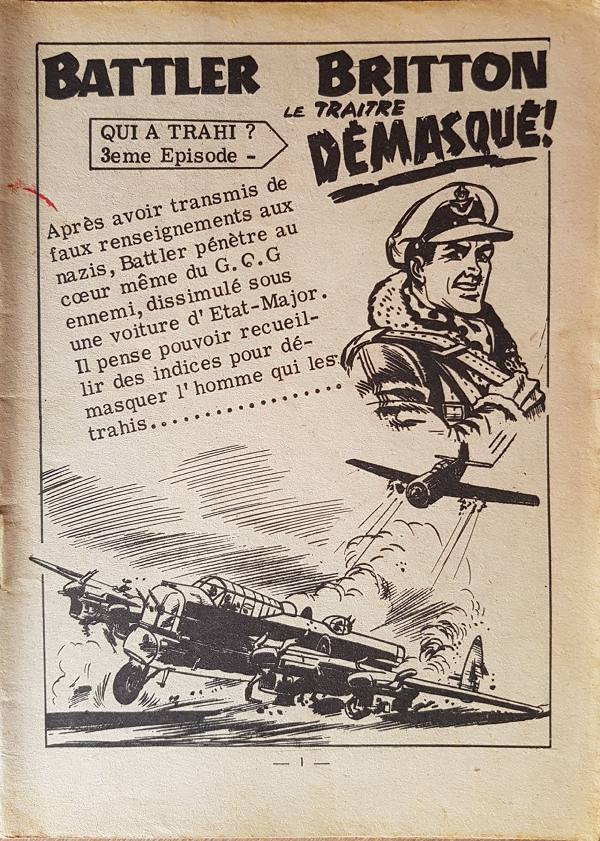 BATTLER BRITTON
LE TRAITRE
DÉMASQUÉ!
QUI A TRAHI ?
3eme Episode -
Après avoir transmis de
faux renseignements aux
nazis, Battler pénètre au
cœur même du G.Q.G
ennemi, dissimulé sous
une voiture d'Etat-Major.
Il pense pouvoir recueil-
lir des indices pour dé-
masquer l'homme qui les
trahis.................
— 1 —